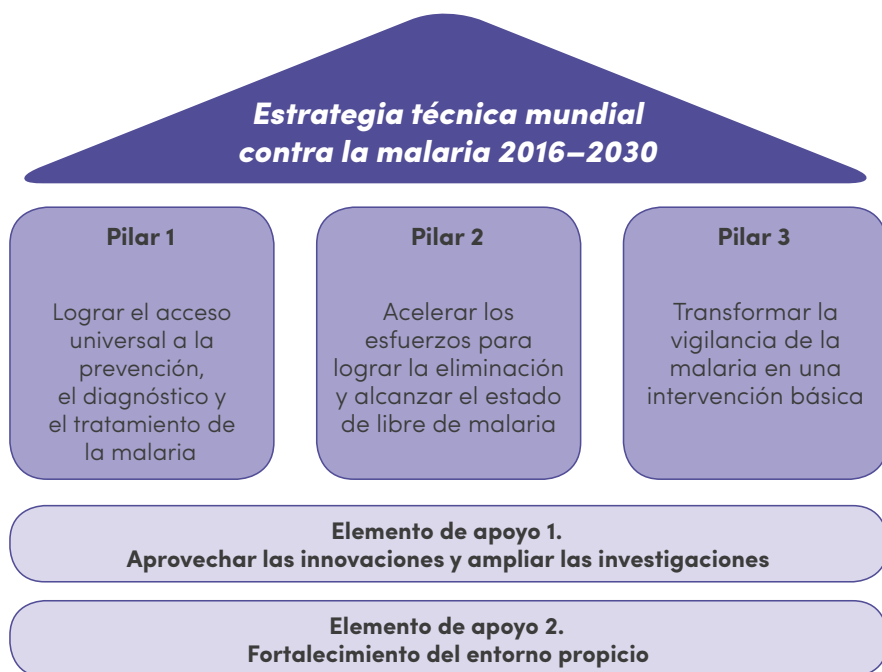 Estrategia técnica mundial
contra la malaria 2016–2030
Pilar 1
Lograr el acceso
universal a la
prevención,
el diagnóstico y
el tratamiento de
la malaria
Pilar 2
Acelerar los
esfuerzos para
lograr la eliminación
y alcanzar el estado
de libre de malaria
Pilar 3
Transformar la
vigilancia de la
malaria en una
intervención básica
Elemento de apoyo 1.
Aprovechar las innovaciones y ampliar las investigaciones
Elemento de apoyo 2.
Fortalecimiento del entorno propicio